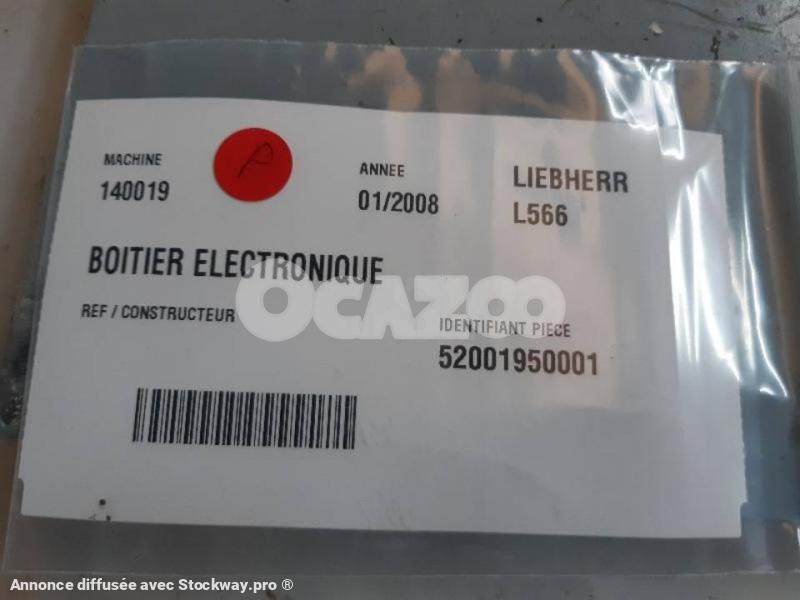 MACHINE
140019
P
ANNEE
01/2008
LIEBHERR
L566
BOITIER ELECTRONIQUE
REF / CONSTRUCTEUR
IDENTIFIANT PIECE
52001950001
OCAZOO
Annonce diffusée avec Stockway.pro ®